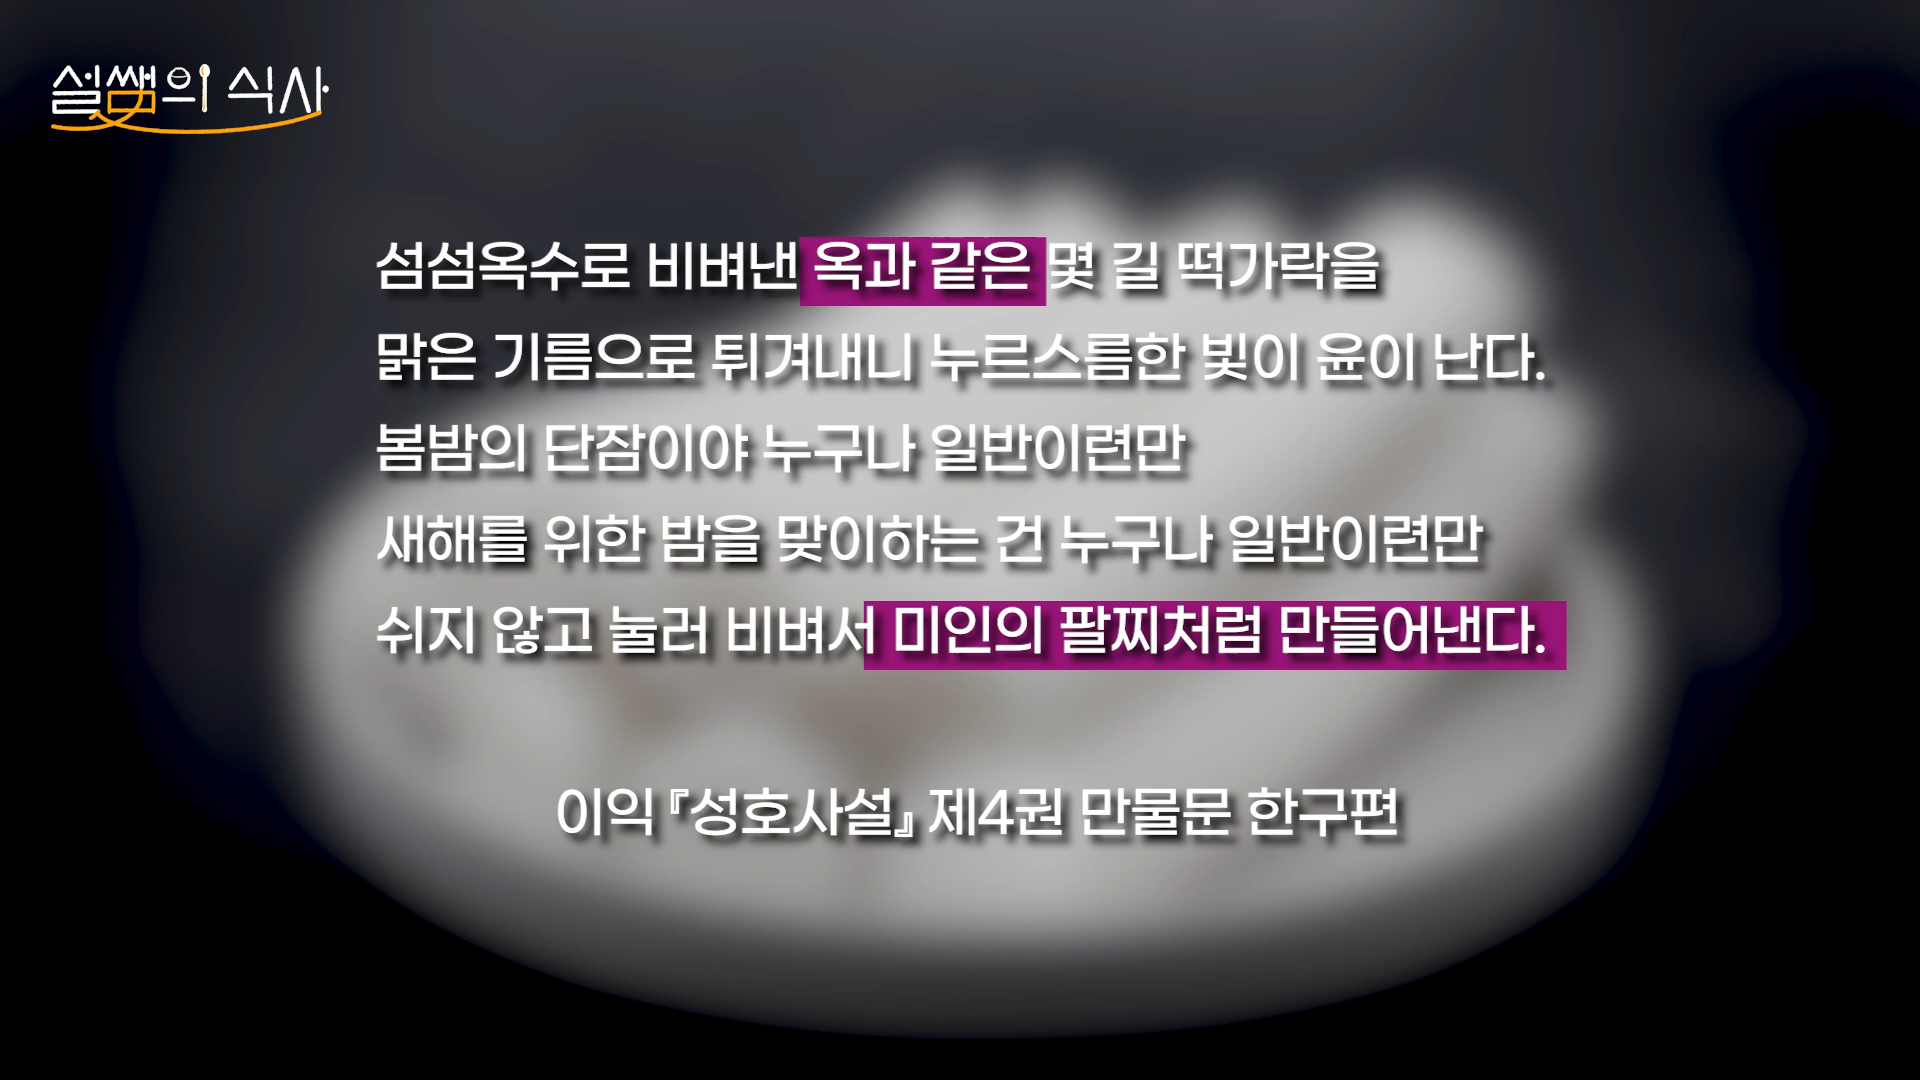 설쌤의 식사
섬섬옥수로 비벼낸 옥과 같은 몇 길 떡가락을
맑은 기름으로 튀겨내니 누르스름한 빛이 윤이 난다.
봄밤의 단잠이야 누구나 일반이련만
새해를 위한 밤을 맞이하는 건 누구나 일반이련만
쉬지 않고 눌러 비벼서 미인의 팔찌처럼 만들어낸다.
이익 『성호사설』 제4권 만물문 한구편